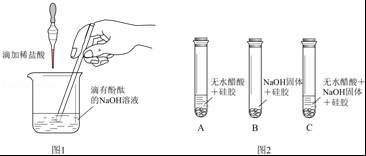 滴加稀盐酸
滴有酚酞
的NaOH溶液
图1
无水醋酸
+硅胶
NaOH固体
+硅胶
无水醋酸+
NaOH固体
+硅胶
A
B
C
图2